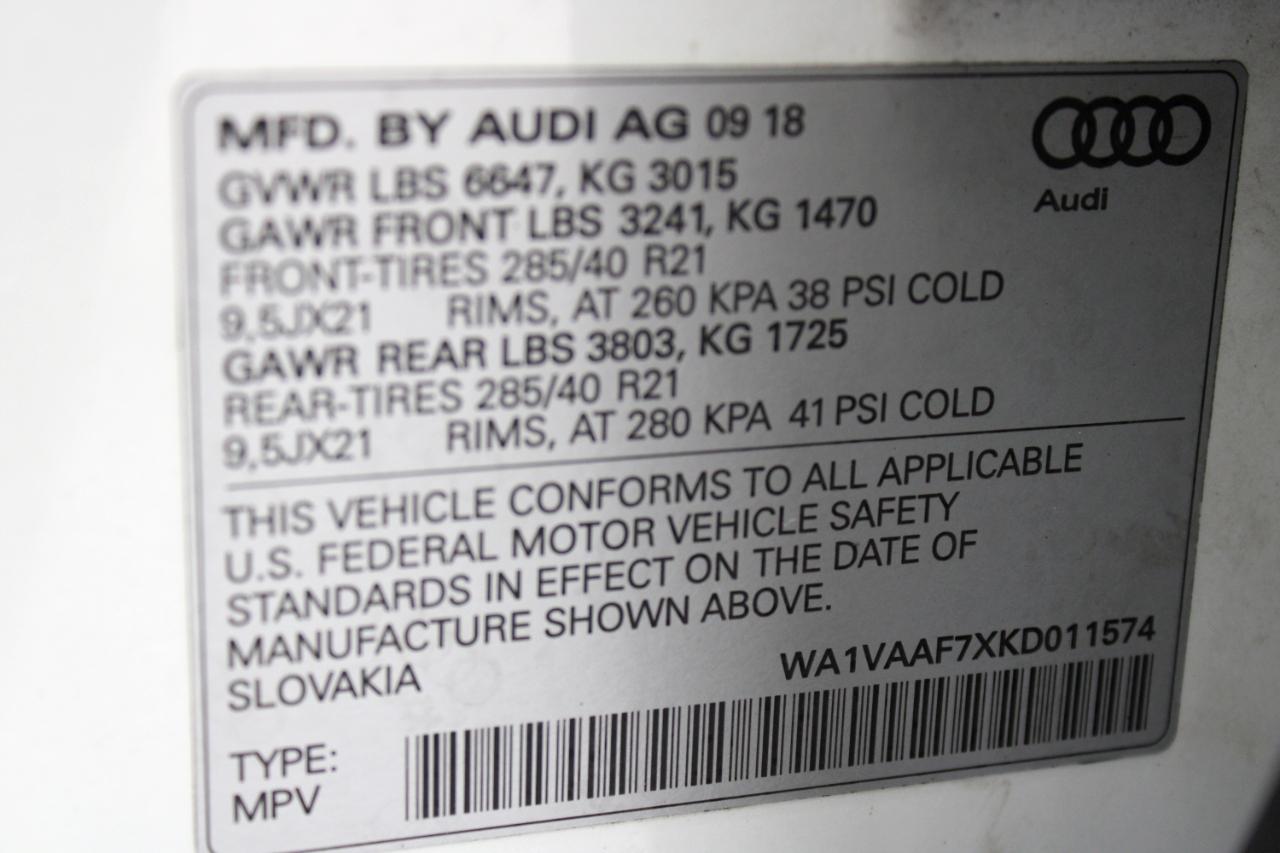 MFD. BY AUDI AG 09 18
Audi
GVWR LBS 6647, KG 3015
GAWR FRONT LBS 3241, KG 1470
FRONT-TIRES 285/40 R21
9,5JX21 RIMS, AT 260 KPA 38 PSI COLD
GAWR REAR LBS 3803, KG 1725
REAR-TIRES 285/40 R21
9,5JX21 RIMS, AT 280 KPA 41 PSI COLD
THIS VEHICLE CONFORMS TO ALL APPLICABLE
U.S. FEDERAL MOTOR VEHICLE SAFETY
STANDARDS IN EFFECT ON THE DATE OF
MANUFACTURE SHOWN ABOVE.
SLOVAKIA
WA1VAAF7XKD011574
TYPE:
MPV